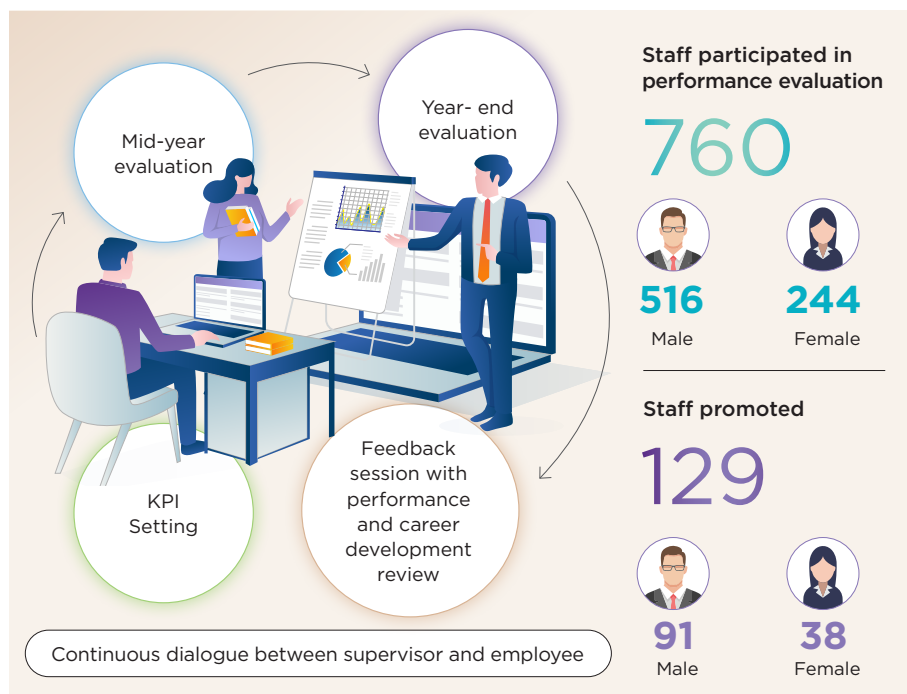 Mid-year
evaluation
Year- end
evaluation
KPI
Setting
Feedback
session with
performance
and career
development
review
Continuous dialogue between supervisor and employee
Staff participated in
performance evaluation
760
516
Male
244
Female
Staff promoted
129
91
Male
38
Female